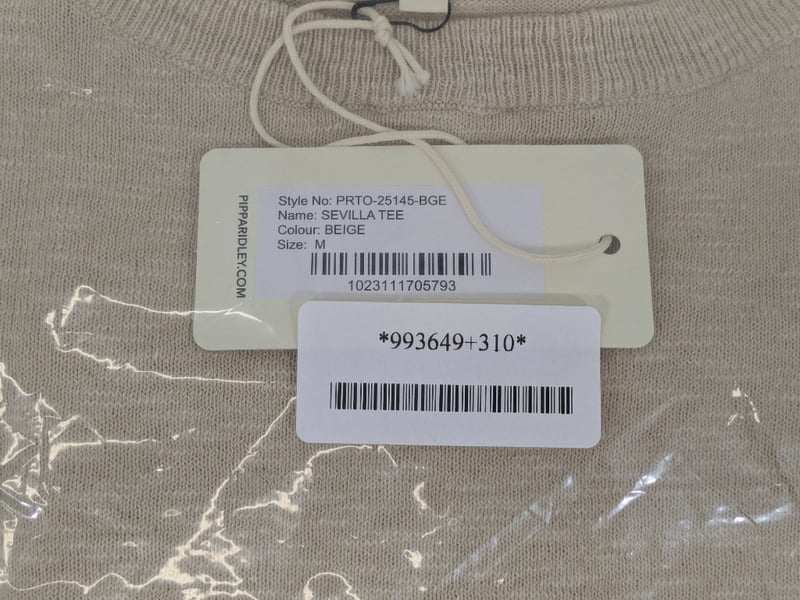 PIPPARIDLEY.COM
Style No: PRTO-25145-BGE
Name: SEVILLA TEE
Colour: BEIGE
Size: M
1023111705793
*993649+310*